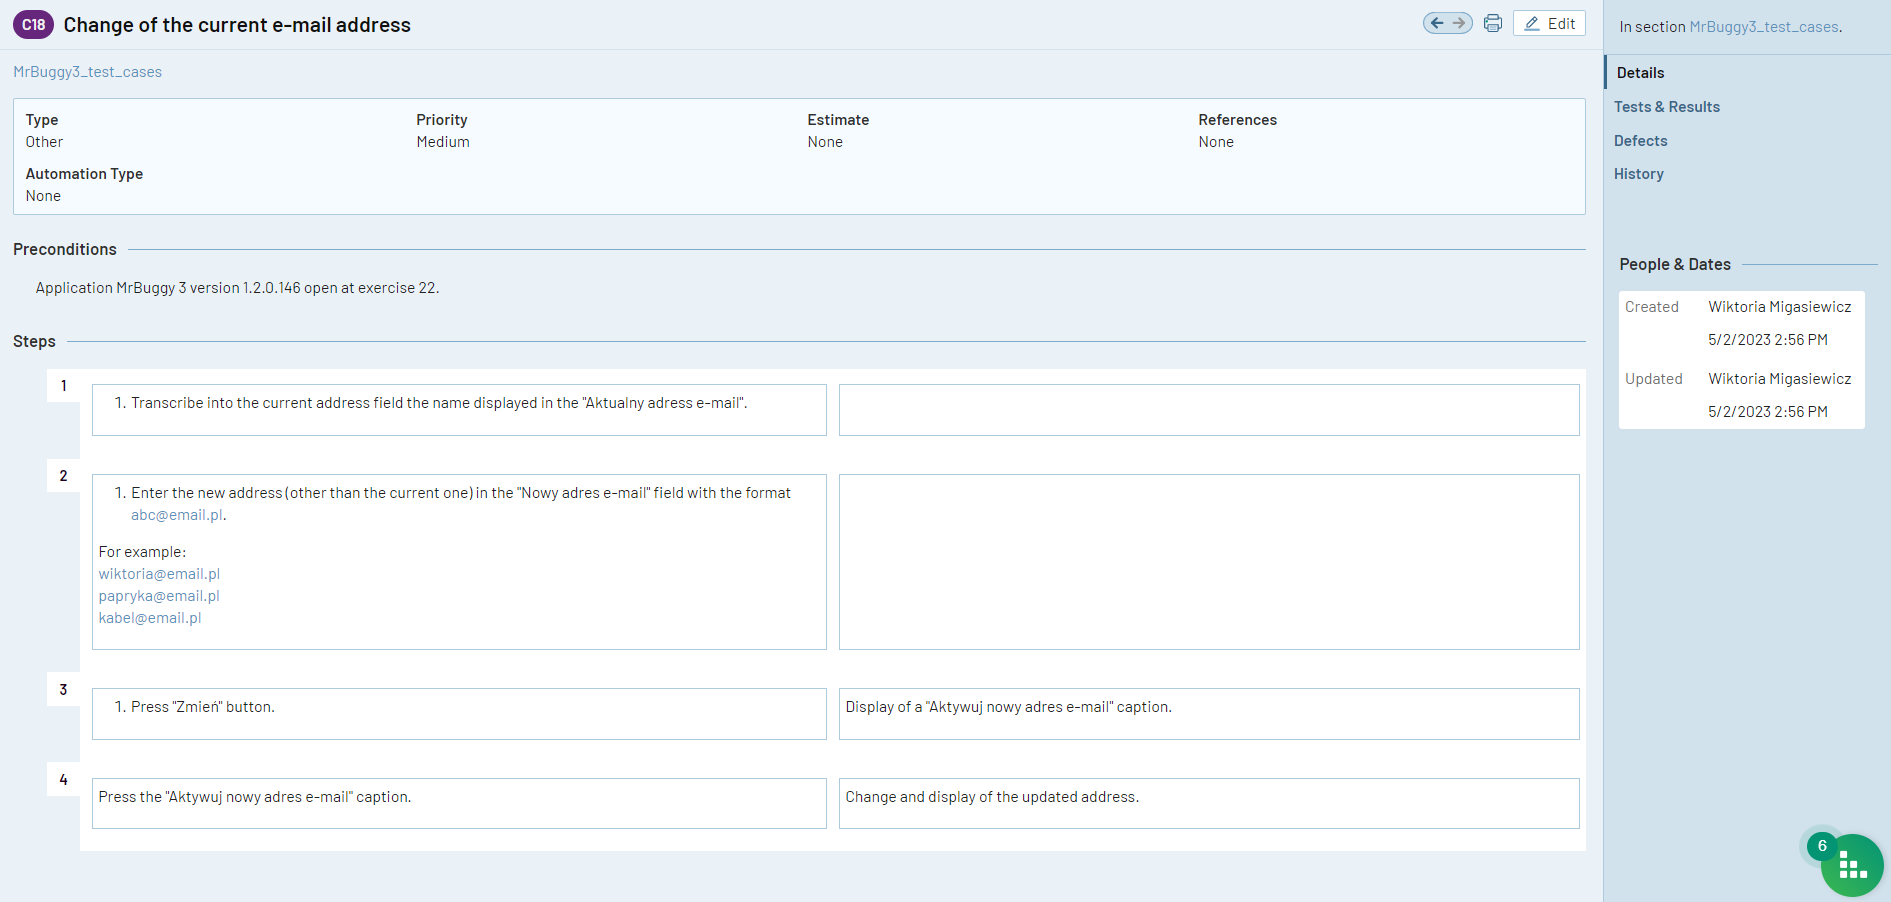 C18 Change of the current e-mail address
Edit
MrBuggy3_test_cases
Type
Other
Priority
Medium
Estimate
None
References
None
Automation Type
None
Preconditions
Application MrBuggy 3 version 1.2.0.146 open at exercise 22.
Steps
1
1. Transcribe into the current address field the name displayed in the "Aktualny adress e-mail".
2
1. Enter the new address (other than the current one) in the "Nowy adres e-mail" field with the format
abc@email.pl.
For example:
wiktoria@email.pl
papryka@email.pl
kabel@email.pl
3
1. Press "Zmień" button.
Display of a "Aktywuj nowy adres e-mail" caption.
4
Press the "Aktywuj nowy adres e-mail" caption.
Change and display of the updated address.
In section MrBuggy3_test_cases.
Details
Tests & Results
Defects
History
People & Dates
Created Wiktoria Migasiewicz
5/2/2023 2:56 PM
Updated Wiktoria Migasiewicz
5/2/2023 2:56 PM
6